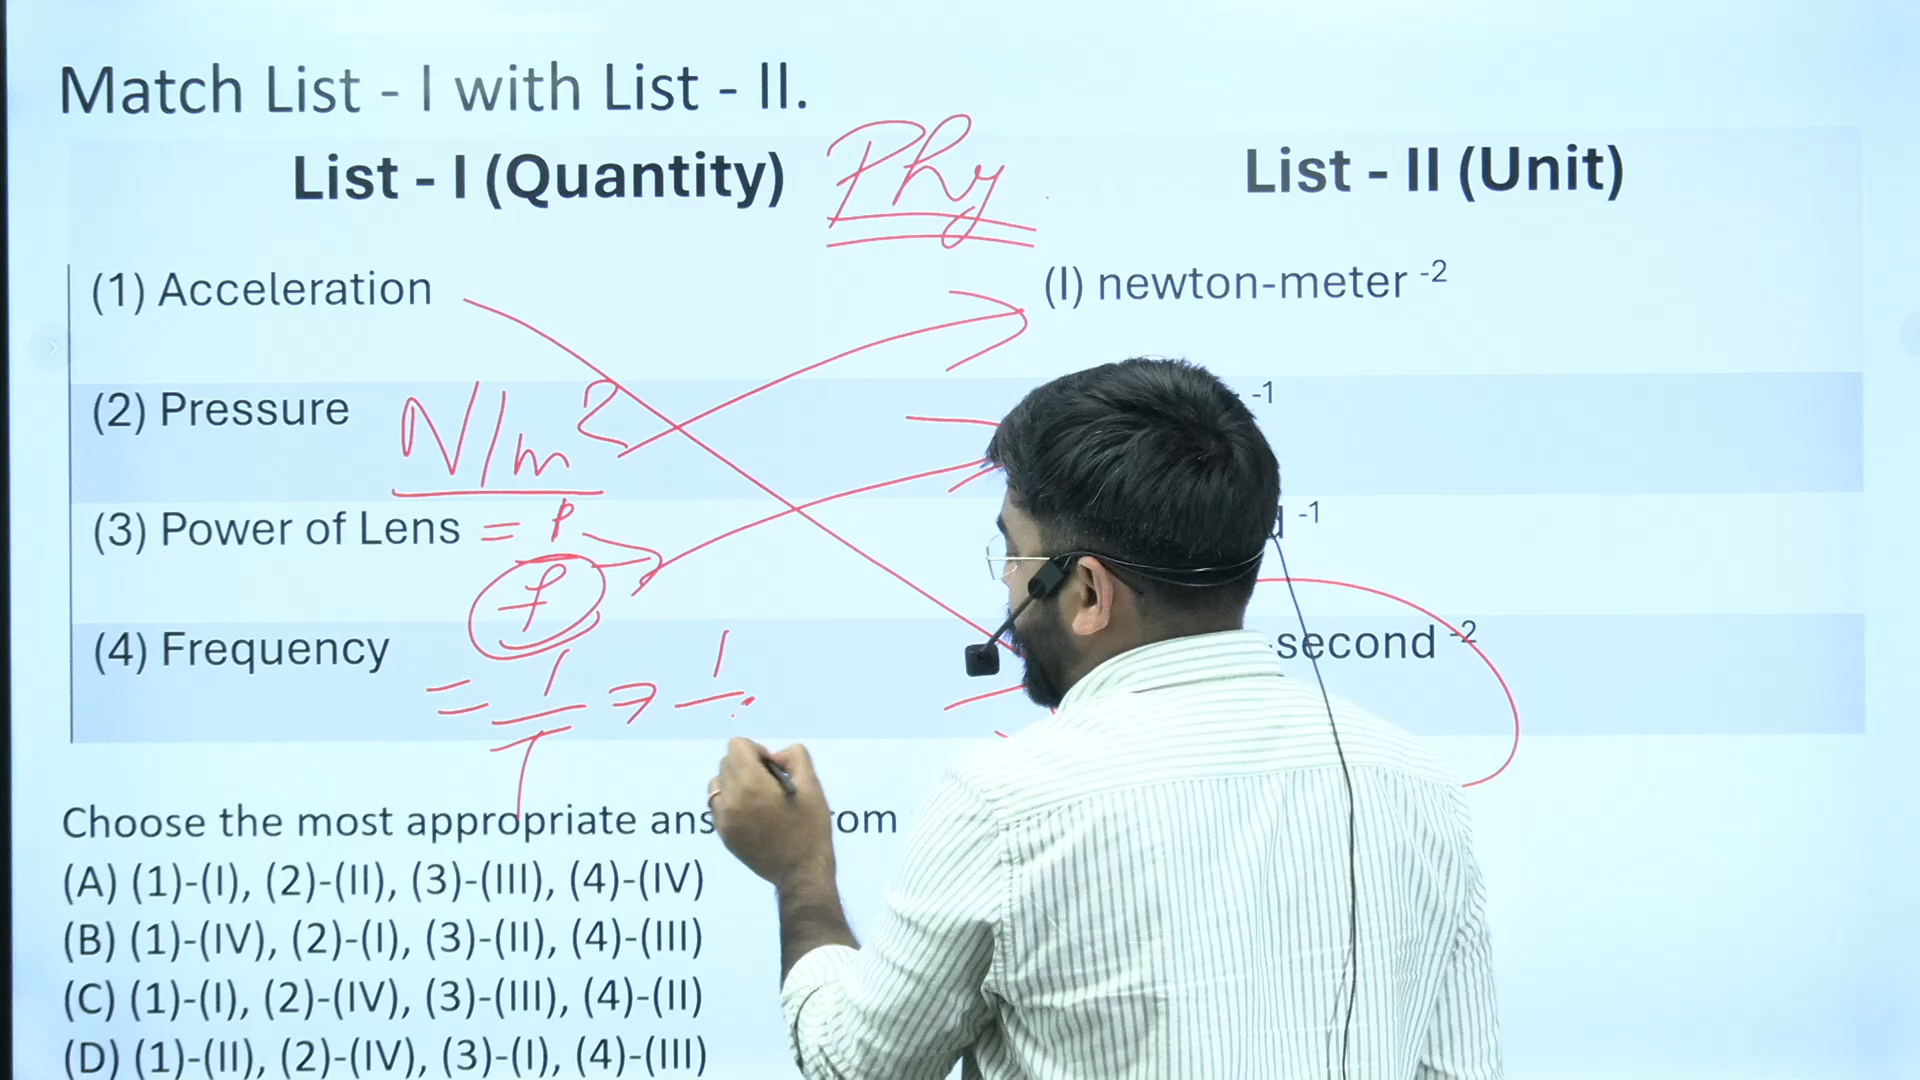 Match List - I with List - II.
List - I (Quantity) Phy List - II (Unit)
(1) Acceleration (I) newton-meter -2
(2) Pressure N/m2 -1
(3) Power of Lens = P -1
f
(4) Frequency -second -2
= 1/T => 1
Choose the most appropriate
(A) (1)-(I), (2)-(II), (3)-(III), (4)-(IV)
(B) (1)-(IV), (2)-(I), (3)-(II), (4)-(III)
(C) (1)-(I), (2)-(IV), (3)-(III), (4)-(II)
(D) (1)-(II), (2)-(IV), (3)-(I), (4)-(III)